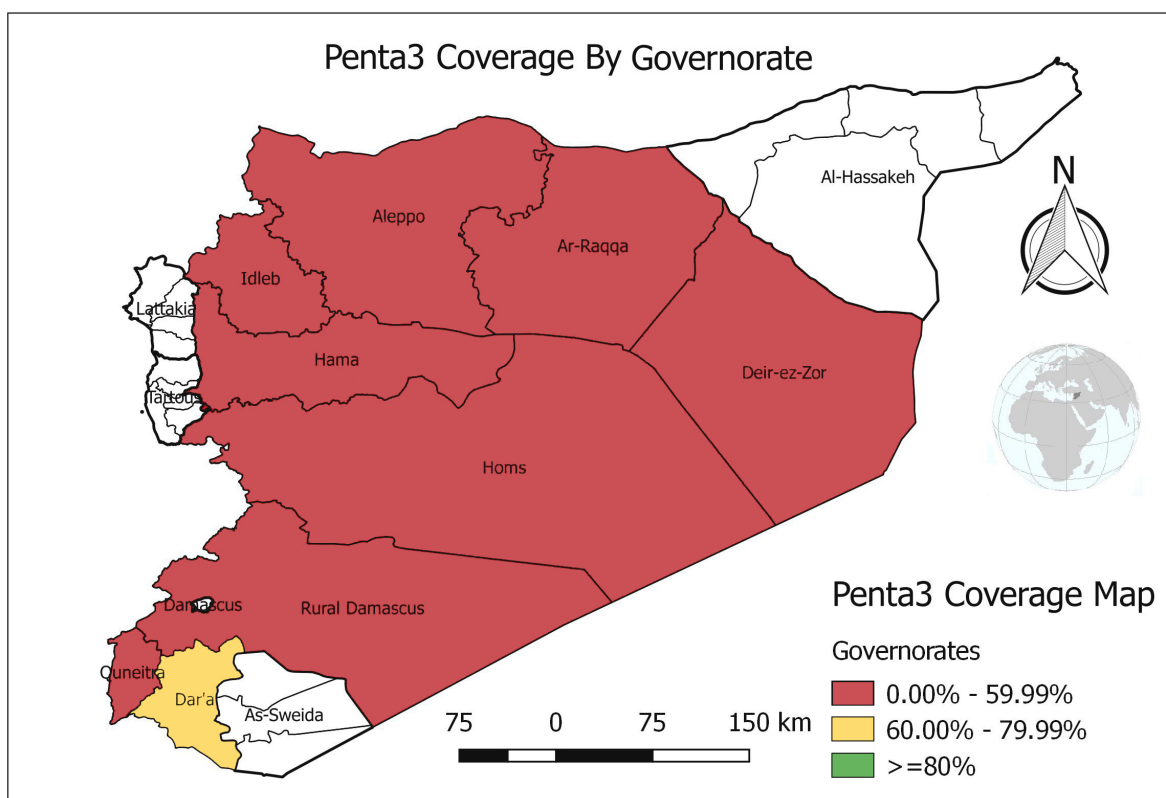 Penta3 Coverage By Governorate
Al-Hassakeh
N
Aleppo
Ar-Raqqa
Idleb
Lattakia
Hama
Deir-ez-Zor
Tartous
Homs
Damascus
Rural Damascus
Quneitra
Dar'a
As-Sweida
75 0 75 150 km
Penta3 Coverage Map
Governorates
0.00% - 59.99%
60.00% - 79.99%
>=80%